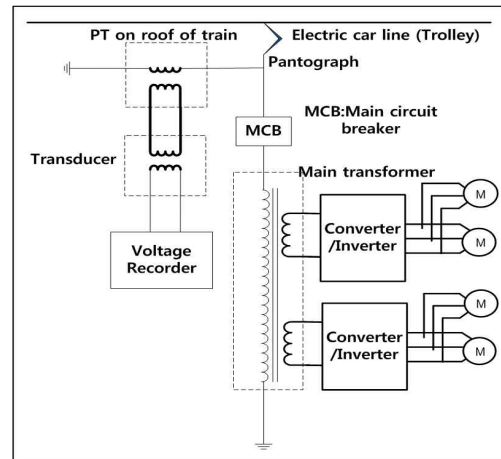 PT on roof of train
Electric car line (Trolley)
Pantograph
MCB
MCB:Main circuit
breaker
Transducer
Main transformer
Voltage
Recorder
Converter
/Inverter
M
M
Converter
/Inverter
M
M